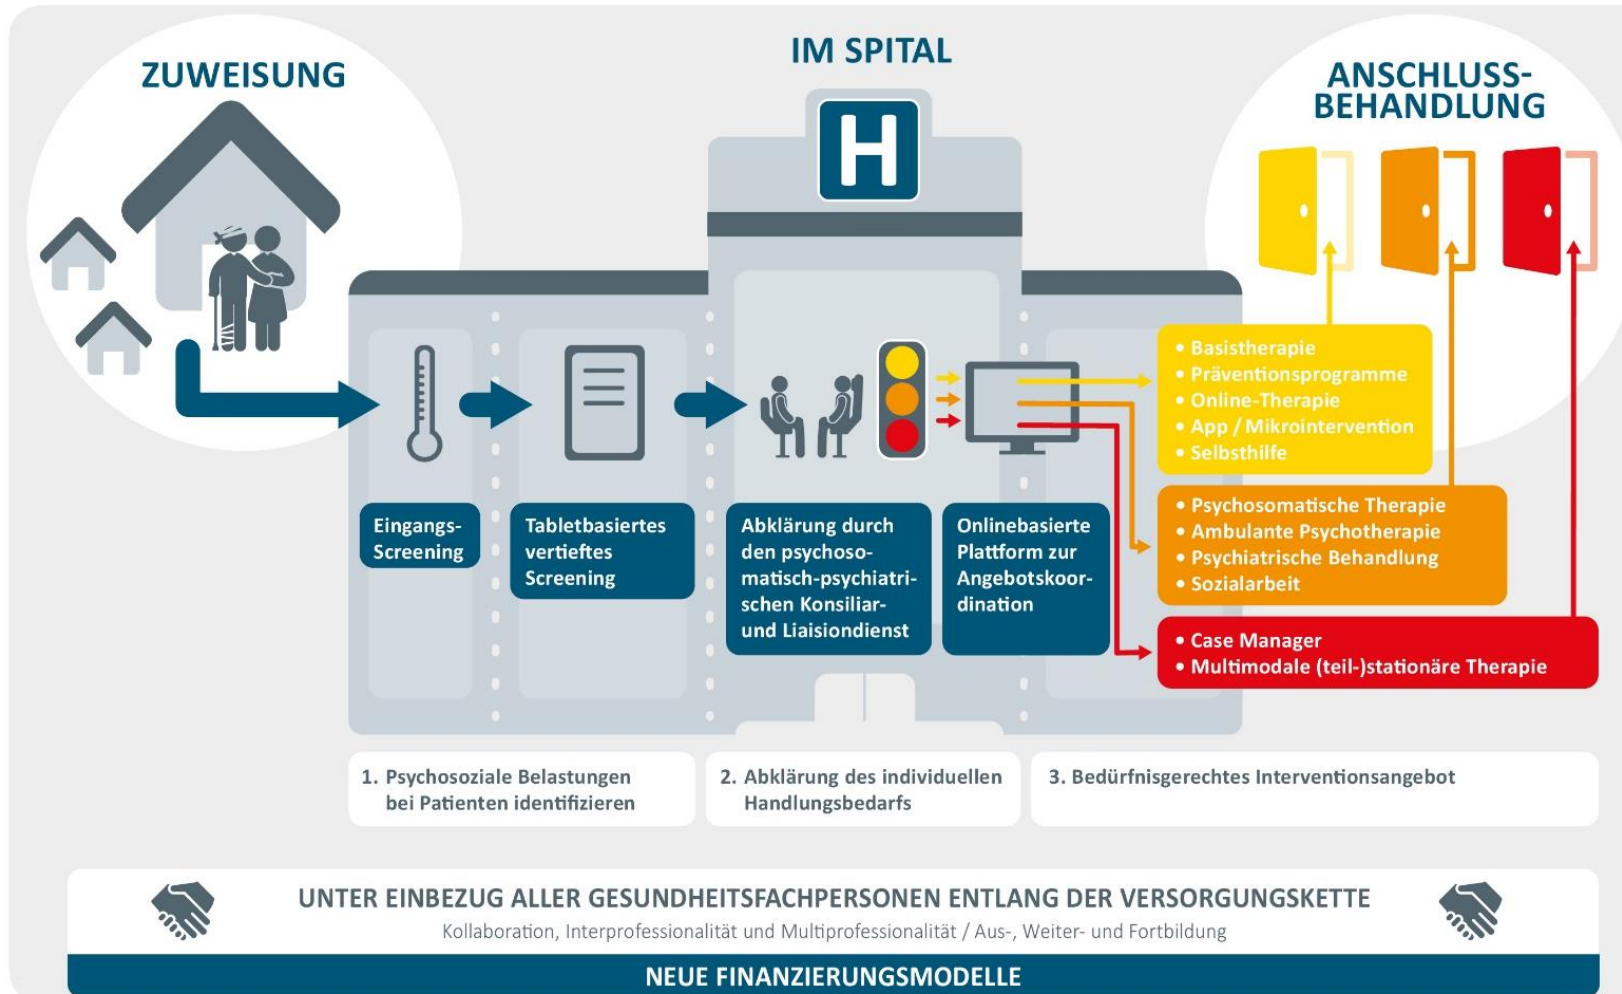 ZUWEISUNG
IM SPITAL
H
ANSCHLUSS-
BEHANDLUNG
Eingangs-
Screening
Tabletbasiertes
vertieftes
Screening
Abklärung durch
den psychoso-
matisch-psychiatri-
schen Konsiliar-
und Liaisiondienst
Onlinebasierte
Plattform zur
Angebotskoor-
dination
• Basistherapie
• Präventionsprogramme
• Online-Therapie
• App / Mikrointervention
• Selbsthilfe
• Psychosomatische Therapie
• Ambulante Psychotherapie
• Psychiatrische Behandlung
• Sozialarbeit
• Case Manager
• Multimodale (teil-)stationäre Therapie
1. Psychosoziale Belastungen
bei Patienten identifizieren
2. Abklärung des individuellen
Handlungsbedarfs
3. Bedürfnisgerechtes Interventionsangebot
UNTER EINBEZUG ALLER GESUNDHEITSFACHPERSONEN ENTLANG DER VERSORGUNGSKETTE
Kollaboration, Interprofessionalität und Multiprofessionalität / Aus-, Weiter- und Fortbildung
NEUE FINANZIERUNGSMODELLE